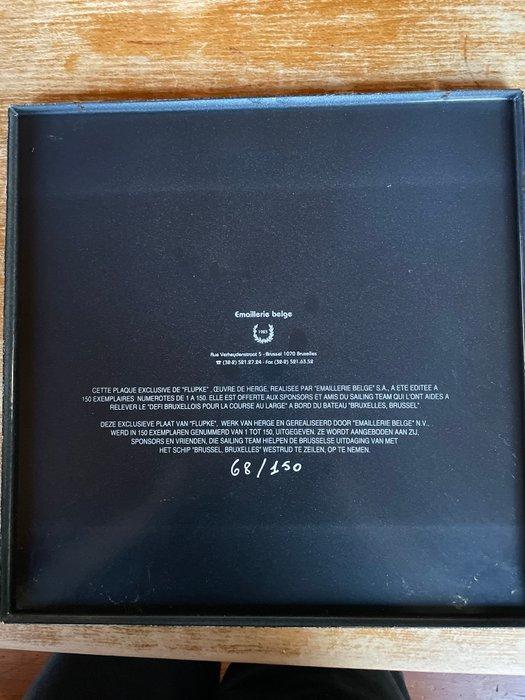 Emaillerie belge
1923
Rue Verheydenstraat 5 - Brussel 1070 Bruxelles
☎ (32-2) 521.27.24 - Fax (32-2) 521.63.52
CETTE PLAQUE EXCLUSIVE DE "FLUPKE" , ŒUVRE DE HERGE, REALISEE PAR "EMAILLERIE BELGE" S.A., A ETE EDITEE A
150 EXEMPLAIRES NUMEROTES DE 1 A 150. ELLE EST OFFERTE AUX SPONSORS ET AMIS DU SAILING TEAM QUI L'ONT AIDES A
RELEVER LE "DEFI BRUXELLOIS POUR LA COURSE AU LARGE" A BORD DU BATEAU "BRUXELLES, BRUSSEL".
DEZE EXCLUSIEVE PLAAT VAN "FLUPKE", WERK VAN HERGE EN GEREALISEERD DOOR "EMAILLERIE BELGE" N.V.,
WERD IN 150 EXEMPLAREN GENUMMERD VAN 1 TOT 150, UITGEGEVEN. ZE WORDT AANGEBODEN AAN ZIJ,
SPONSORS EN VRIENDEN, DIE SAILING TEAM HIELPEN DE BRUSSELSE UITDAGING VAN MET
HET SCHIP "BRUSSEL, BRUXELLES" WESTRIJD TE ZEILEN, OP TE NEMEN.
68/150